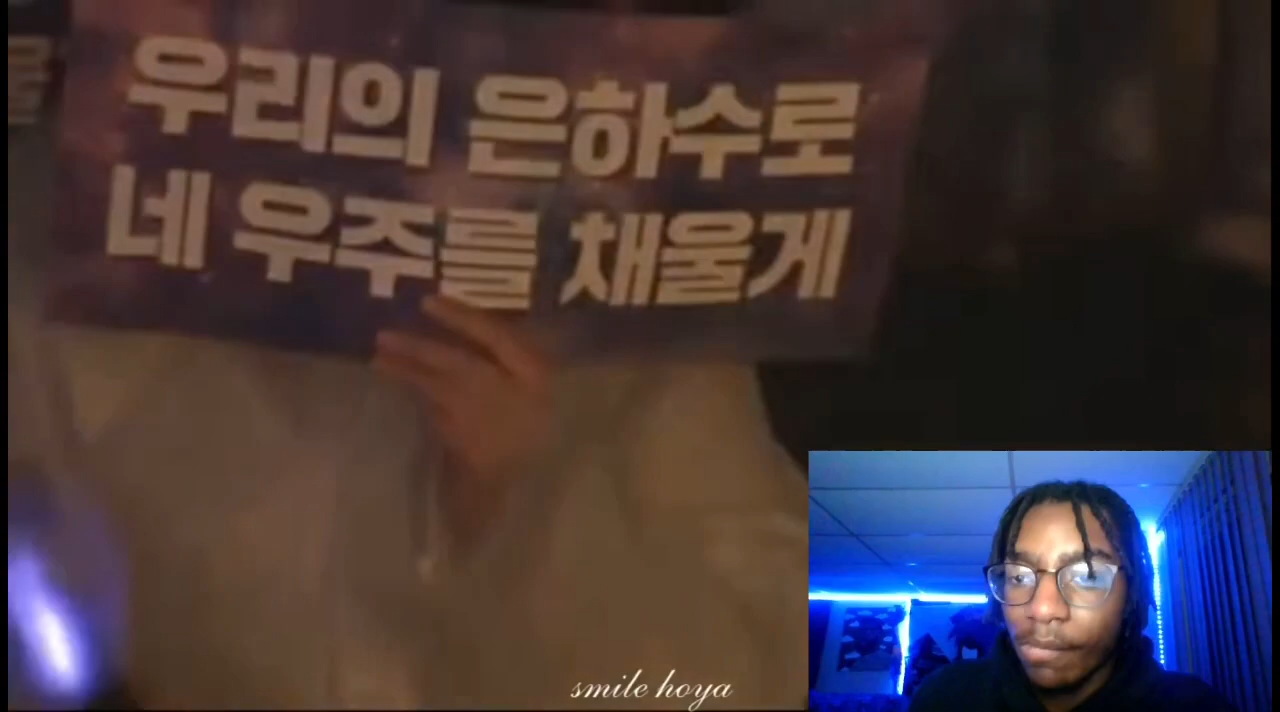 우리의 은하수로
네 우주를 채울게
smile hoya